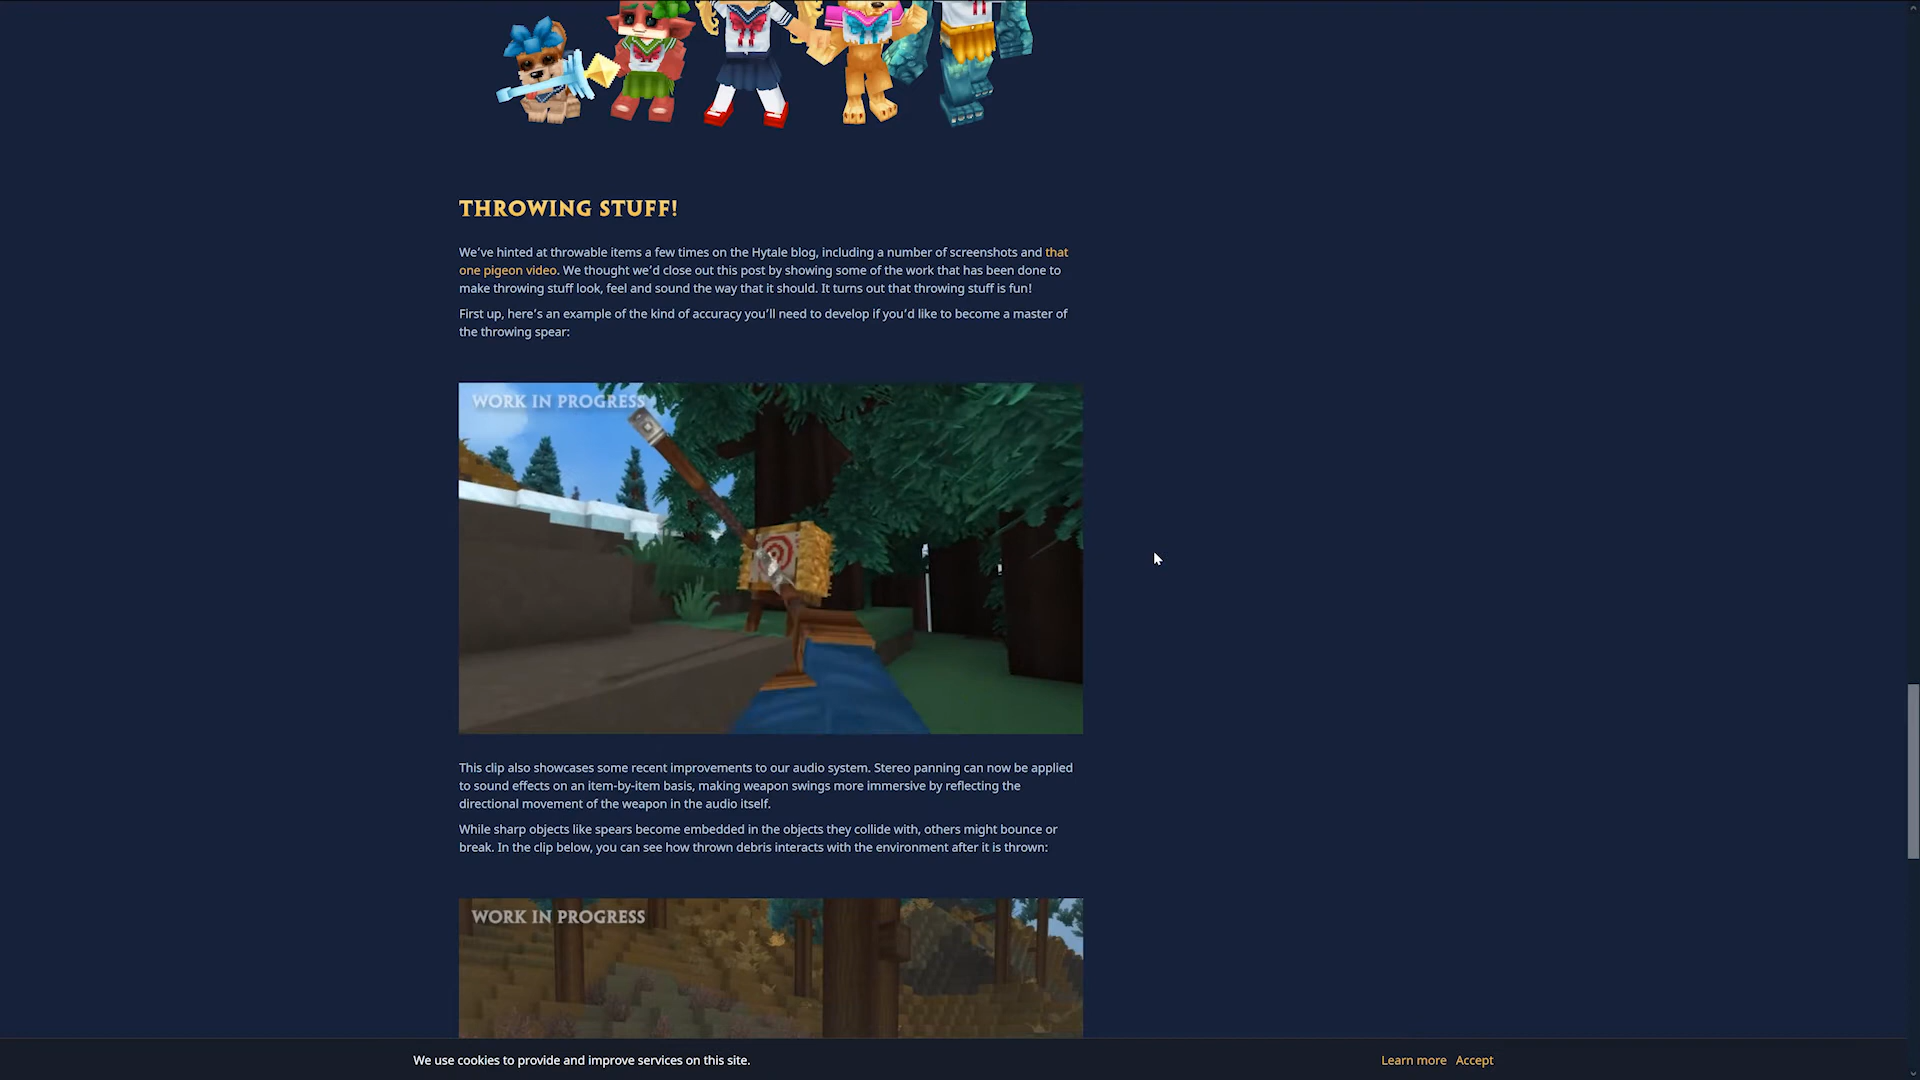 THROWING STUFF!
We've hinted at throwable items a few times on the Hytale blog, including a number of screenshots and that
one pigeon video. We thought we'd close out this post by showing some of the work that has been done to
make throwing stuff look, feel and sound the way that it should. It turns out that throwing stuff is fun!
First up, here's an example of the kind of accuracy you'll need to develop if you'd like to become a master of
the throwing spear:
WORK IN PROGRESS
This clip also showcases some recent improvements to our audio system. Stereo panning can now be applied
to sound effects on an item-by-item basis, making weapon swings more immersive by reflecting the
directional movement of the weapon in the audio itself.
While sharp objects like spears become embedded in the objects they collide with, others might bounce or
break. In the clip below, you can see how thrown debris interacts with the environment after it is thrown:
WORK IN PROGRESS
We use cookies to provide and improve services on this site.
Learn more Accept